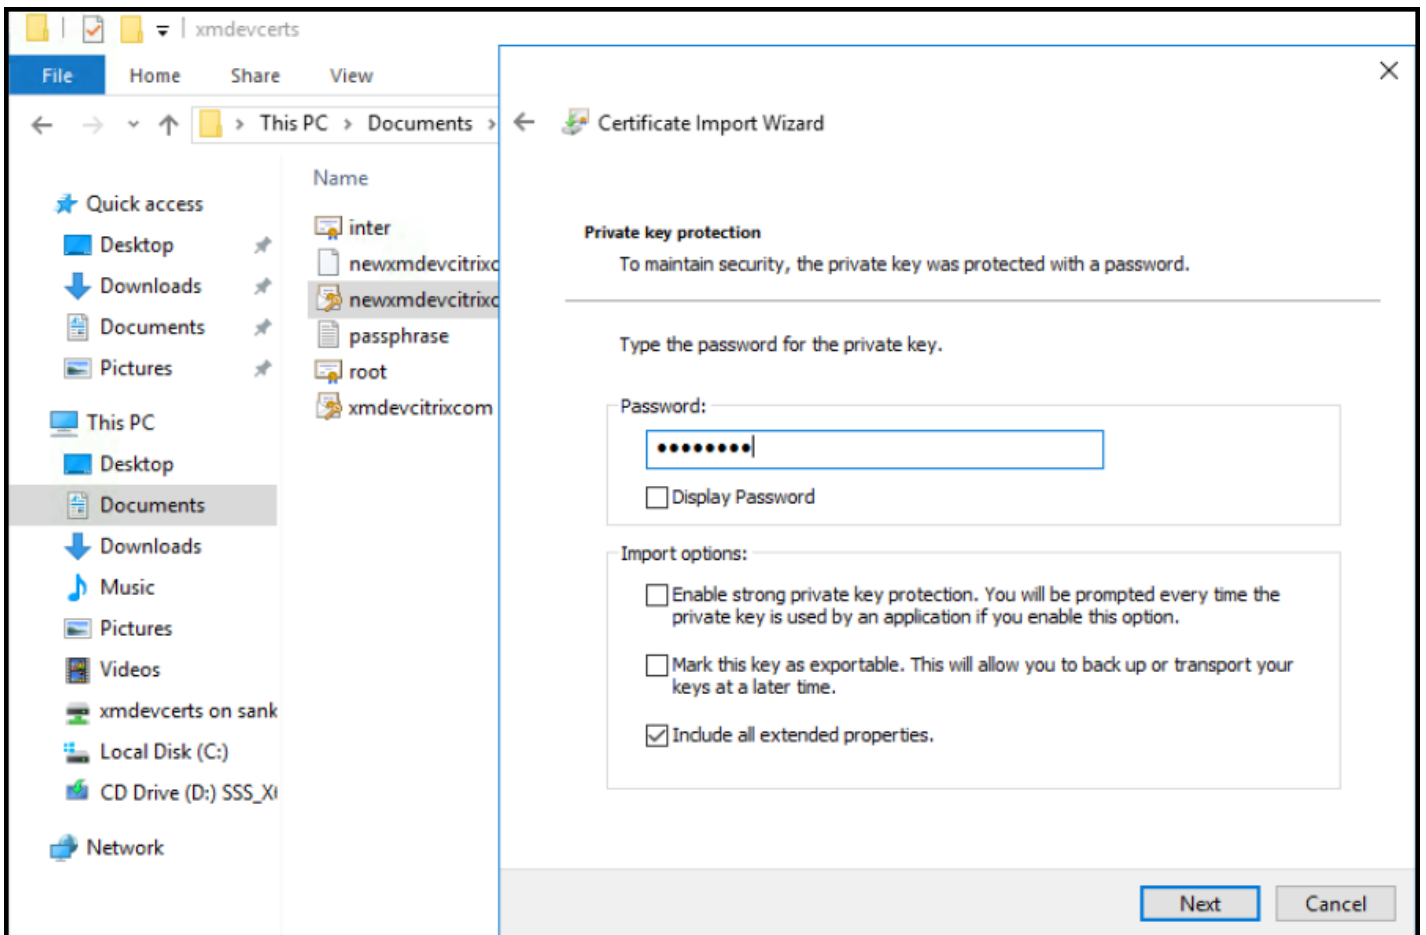 xmdevcerts
File Home Share View
This PC > Documents >
Name
Quick access
Desktop
Downloads
Documents
Pictures
This PC
Desktop
Documents
Downloads
Music
Pictures
Videos
xmdevcerts on sank
Local Disk (C:)
CD Drive (D:) SSS_X
Network
inter
newxmdevcitrixc
newxmdevcitrixc
passphrase
root
xmdevcitrixcom
Certificate Import Wizard
Private key protection
To maintain security, the private key was protected with a password.
Type the password for the private key.
Password:
••••••••
Display Password
Import options:
Enable strong private key protection. You will be prompted every time the
private key is used by an application if you enable this option.
Mark this key as exportable. This will allow you to back up or transport your
keys at a later time.
Include all extended properties.
Next Cancel